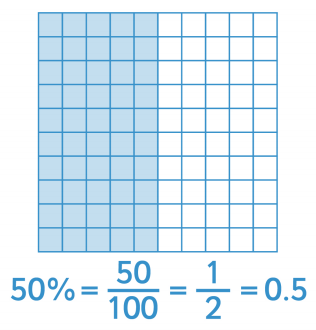 50% = 50/100 = 1/2 = 0.5